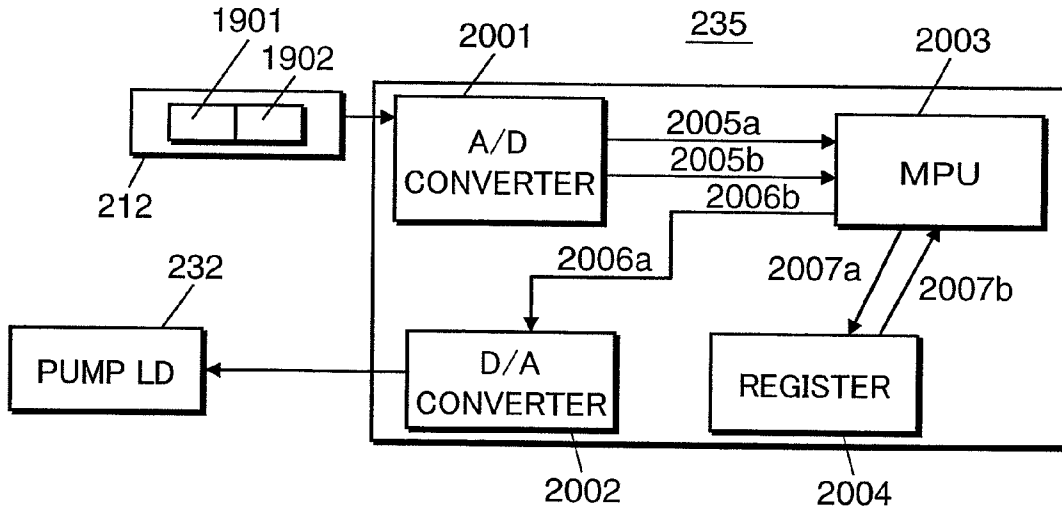 1901
1902
2001
235
2003
A/D
CONVERTER
2005a
2005b
2006b
MPU
212
2006a
2007a
2007b
232
PUMP LD
D/A
CONVERTER
REGISTER
2002
2004